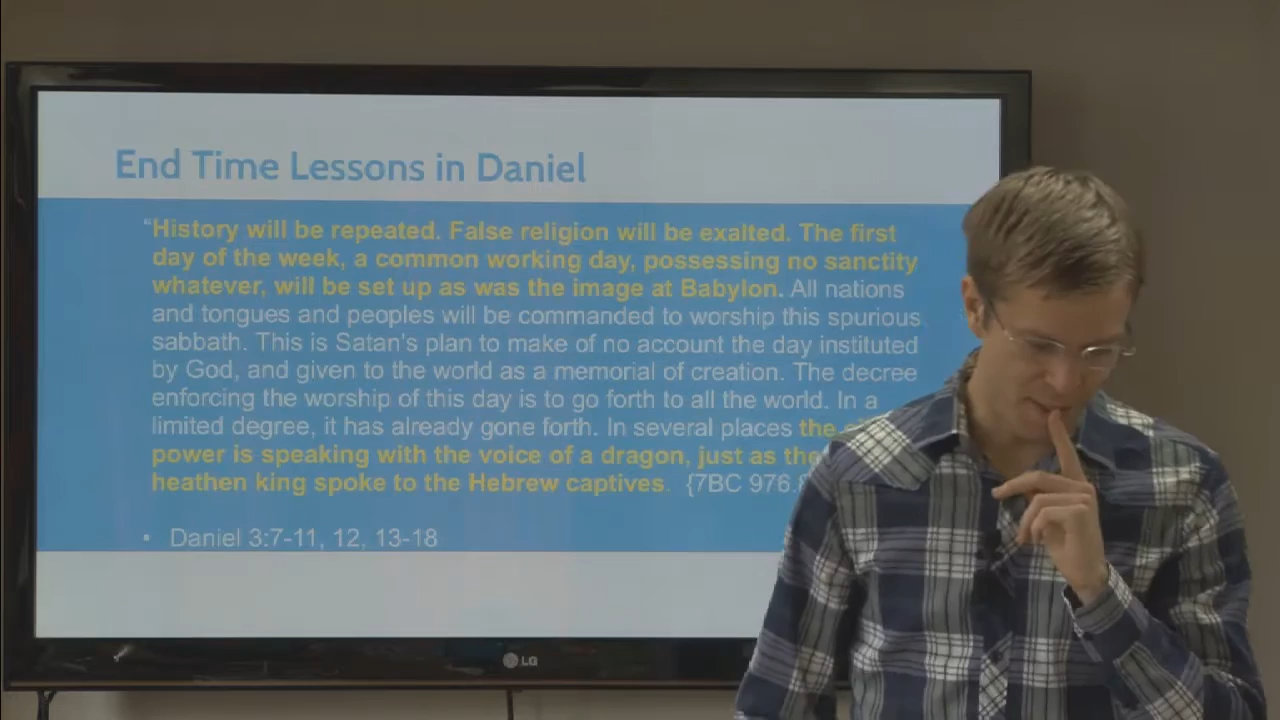 End Time Lessons in Daniel
“History will be repeated. False religion will be exalted. The first
day of the week, a common working day, possessing no sanctity
whatever, will be set up as was the image at Babylon. All nations
and tongues and peoples will be commanded to worship this spurious
sabbath. This is Satan's plan to make of no account the day instituted
by God, and given to the world as a memorial of creation. The decree
enforcing the worship of this day is to go forth to all the world. In a
limited degree, it has already gone forth. In several places the
power is speaking with the voice of a dragon, just as the
heathen king spoke to the Hebrew captives. {7BC 976.
• Daniel 3:7-11, 12, 13-18
LG